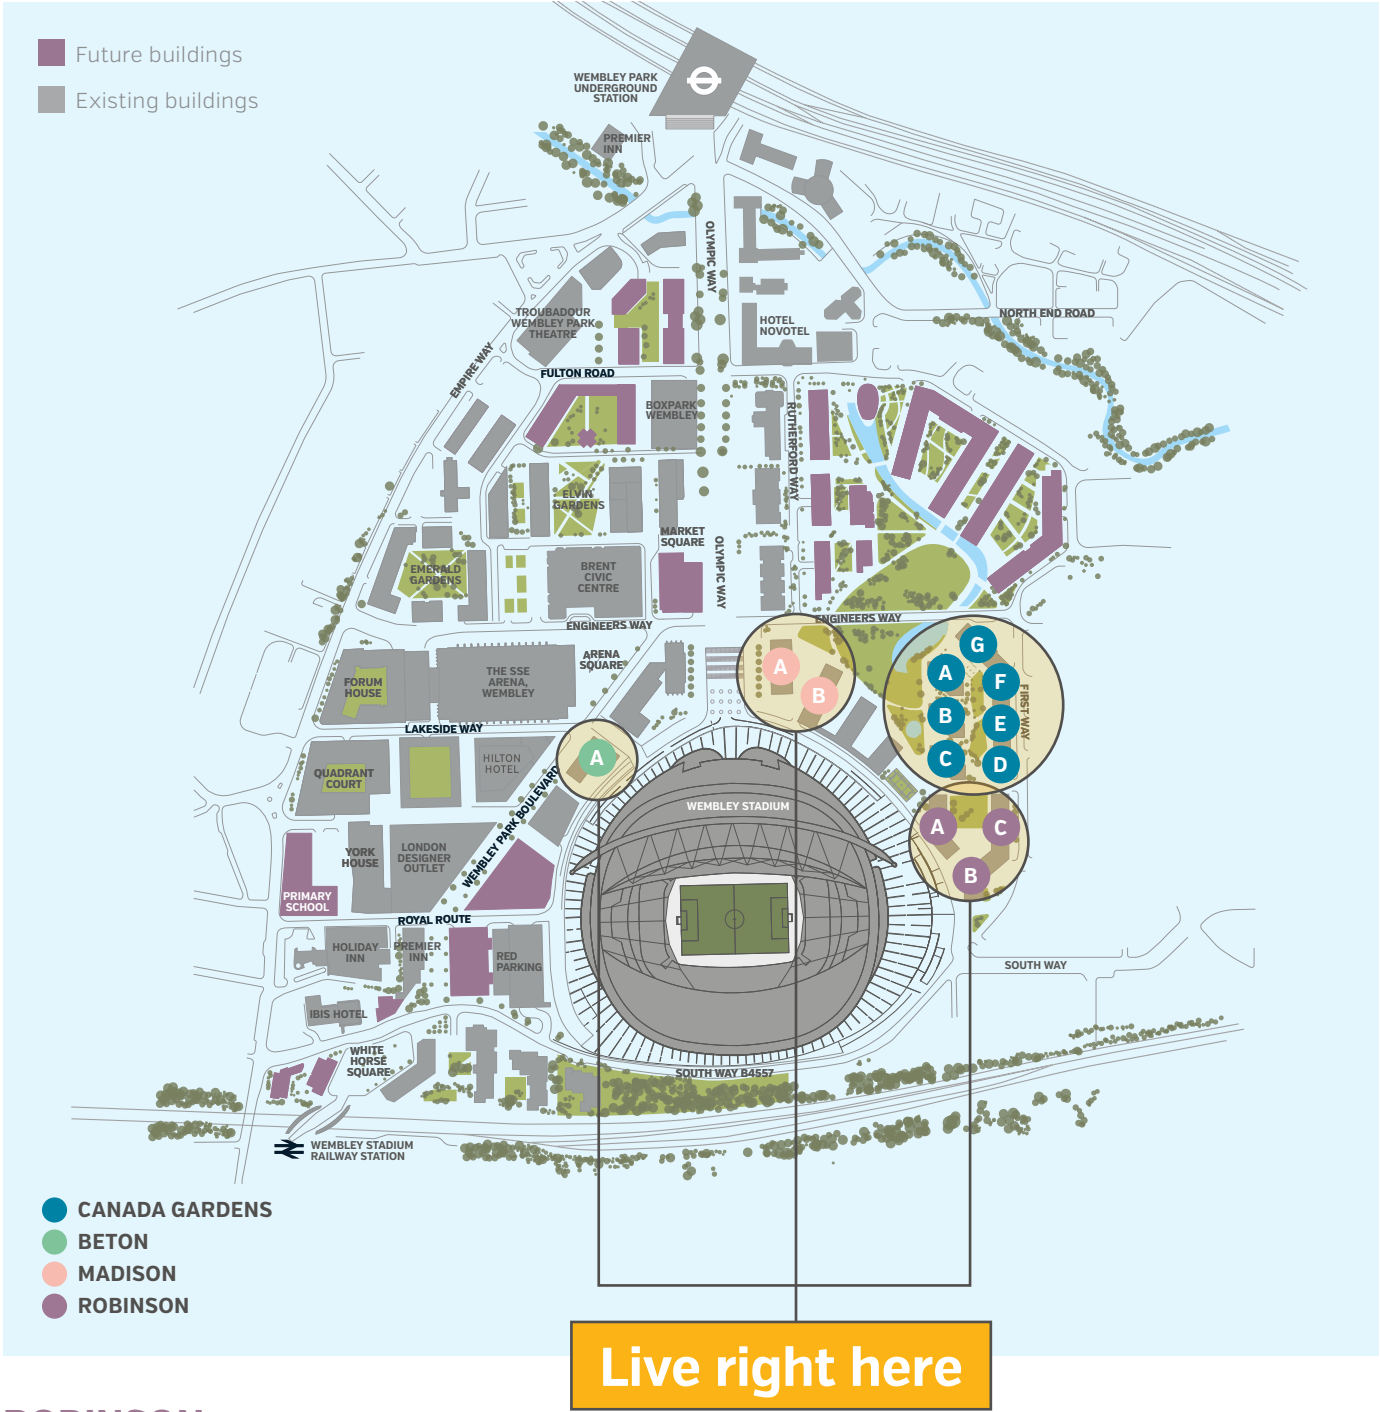 Future buildings
Existing buildings
WEMBLEY PARK
UNDERGROUND
STATION
PREMIER
INN
OLYMPIC WAY
TROUBADOUR
WEMBLEY PARK
THEATRE
HOTEL
NOVOTEL
NORTH END ROAD
EMPIRE WAY
FULTON ROAD
BOXPARK
WEMBLEY
RUTHERFORD WAY
ELVIN
GARDENS
MARKET
SQUARE
OLYMPIC WAY
EMERALD
GARDENS
BRENT
CIVIC
CENTRE
ENGINEERS WAY
ENGINEERS WAY
ARENA
SQUARE
THE SSE
ARENA,
WEMBLEY
FORUM
HOUSE
A
B
G
A
F
B
E
C
D
FIRST WAY
LAKESIDE WAY
HILTON
HOTEL
A
QUADRANT
COURT
WEMBLEY PARK BOULEVARD
WEMBLEY STADIUM
A
C
B
YORK
HOUSE
LONDON
DESIGNER
OUTLET
PRIMARY
SCHOOL
ROYAL ROUTE
HOLIDAY
INN
PREMIER
INN
RED
PARKING
SOUTH WAY
IBIS HOTEL
WHITE
HORSE
SQUARE
SOUTH WAY B4557
WEMBLEY STADIUM
RAILWAY STATION
CANADA GARDENS
BETON
MADISON
ROBINSON
Live right here